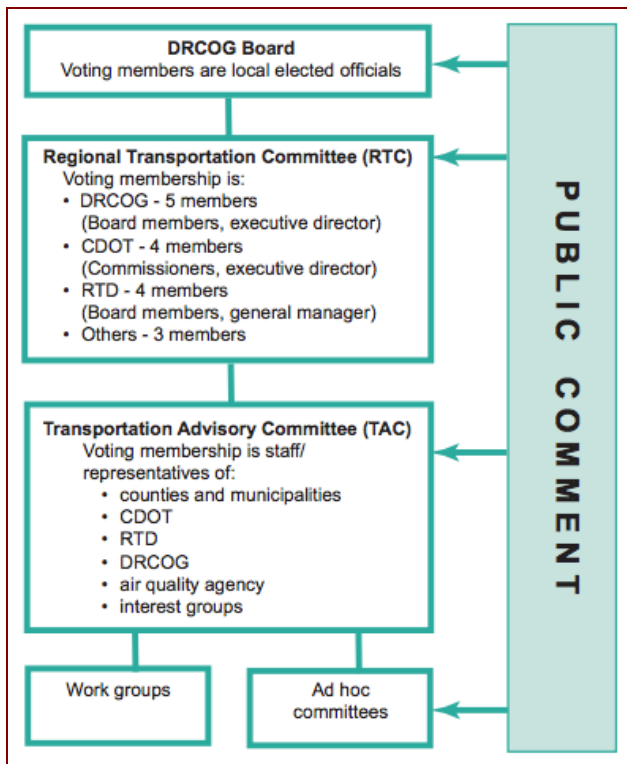 DRCOG Board
Voting members are local elected officials
Regional Transportation Committee (RTC)
Voting membership is:
• DRCOG - 5 members
(Board members, executive director)
• CDOT - 4 members
(Commissioners, executive director)
• RTD - 4 members
(Board members, general manager)
• Others - 3 members
Transportation Advisory Committee (TAC)
Voting membership is staff/
representatives of:
• counties and municipalities
• CDOT
• RTD
• DRCOG
• air quality agency
• interest groups
Work groups
Ad hoc
committees
PUBLIC COMMENT